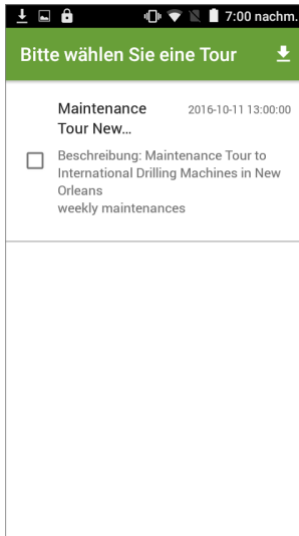 7:00 nachm.
Bitte wählen Sie eine Tour
Maintenance 2016-10-11 13:00:00
Tour New...
Beschreibung: Maintenance Tour to
International Drilling Machines in New
Orleans
weekly maintenances